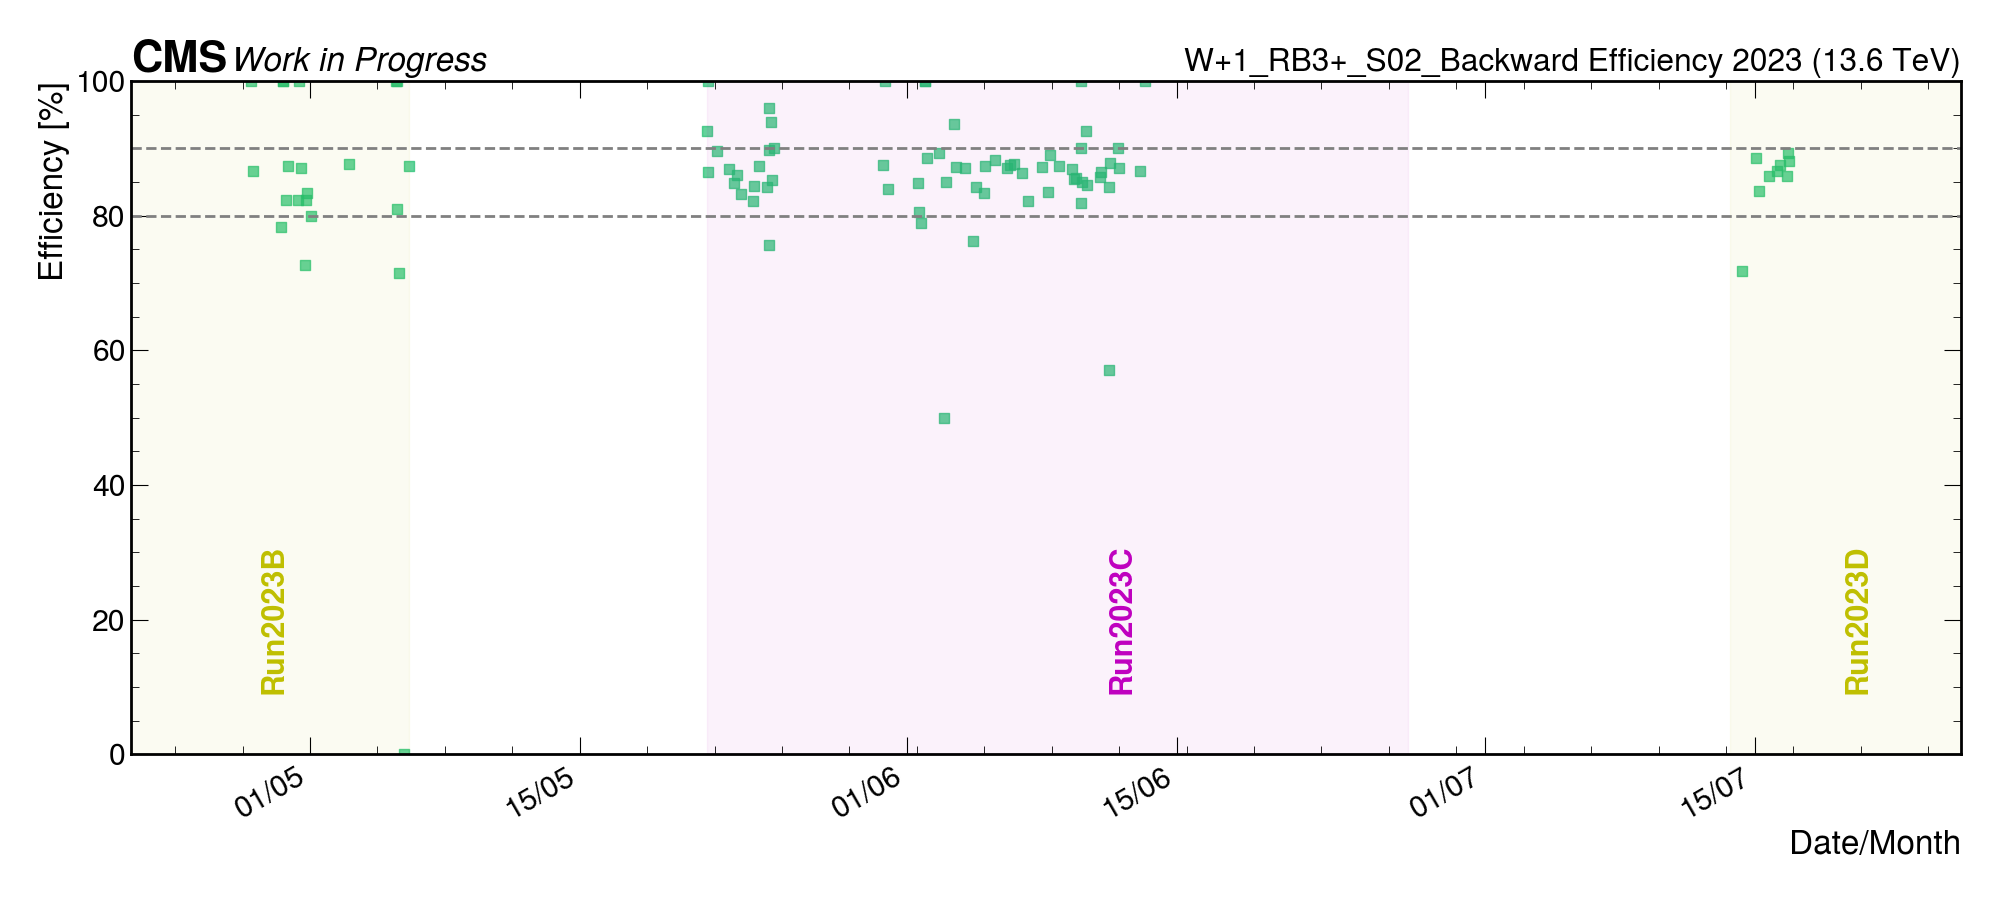 CMS Work in Progress
W+1_RB3+_S02_Backward Efficiency 2023 (13.6 TeV)
Efficiency [%]
100
80
60
40
20
0
Run2023B
Run2023C
Run2023D
01/05
15/05
01/06
15/06
01/07
15/07
Date/Month